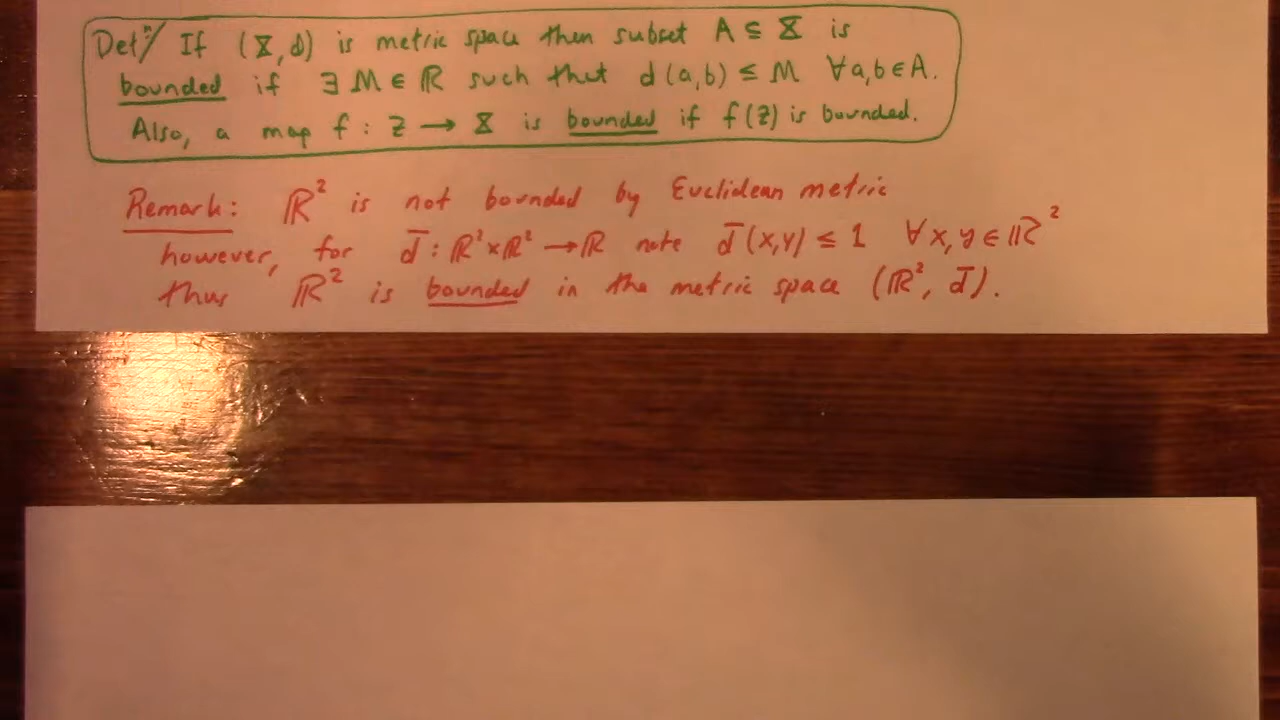 Defⁿ/ If (X, d) is metric space then subset A ⊆ X is
bounded if ∃ M ∈ ℝ such that d(a,b) ≤ M ∀a,b ∈ A.
Also, a map f : Z → X is bounded if f(Z) is bounded.
Remark: ℝ² is not bounded by Euclidean metric
however, for d̄ : ℝ²×ℝ² → ℝ note d̄(x,y) ≤ 1 ∀x,y ∈ ℝ²
thus ℝ² is bounded in the metric space (ℝ², d̄).